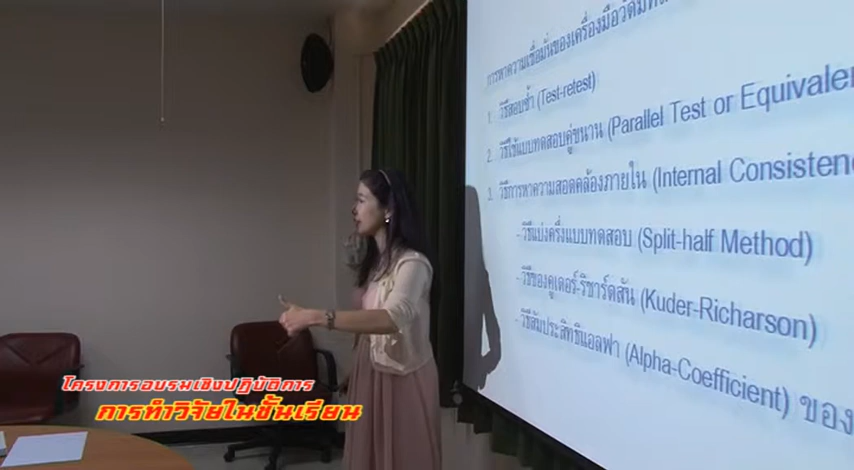 การหาความเชื่อมั่นของเครื่องมือวัด
1. วิธีสอบซ้ำ (Test-retest)
2. วิธีใช้แบบทดสอบคู่ขนาน (Parallel Test or Equivalen
3. วิธีการหาความสอดคล้องภายใน (Internal Consistenc
-วิธีแบ่งครึ่งแบบทดสอบ (Split-half Method)
-วิธีของคูเดอร์-ริชาร์ดสัน (Kuder-Richarson)
-วิธีสัมประสิทธิแอลฟา (Alpha-Coefficient) ของ
โครงการอบรมเชิงปฏิบัติการ
การทำวิจัยในชั้นเรียน